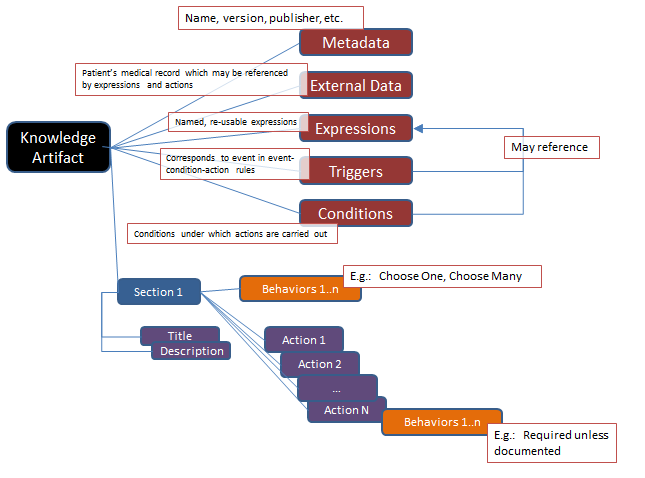 Name, version, publisher, etc.
Metadata
Patient's medical record which may be referenced
by expressions and actions
External Data
Named, re-usable expressions
Expressions
Knowledge
Artifact
May reference
Corresponds to event in event-
condition-action rules
Triggers
Conditions
Conditions under which actions are carried out
E.g.: Choose One, Choose Many
Section 1
Behaviors 1..n
Title
Description
Action 1
Action 2
...
Action N
Behaviors 1..n
E.g.: Required unless
documented